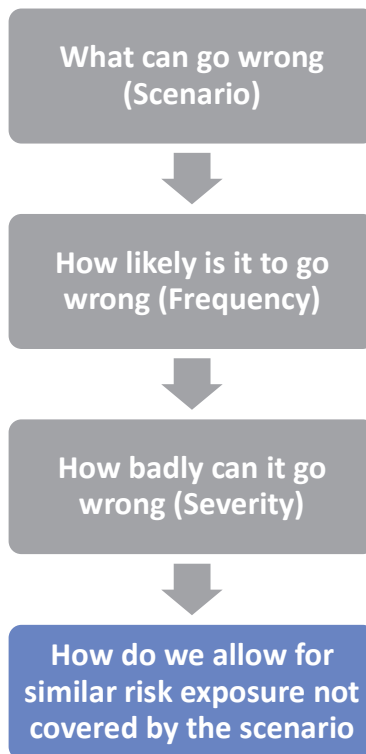 What can go wrong
(Scenario)
How likely is it to go
wrong (Frequency)
How badly can it go
wrong (Severity)
How do we allow for
similar risk exposure not
covered by the scenario